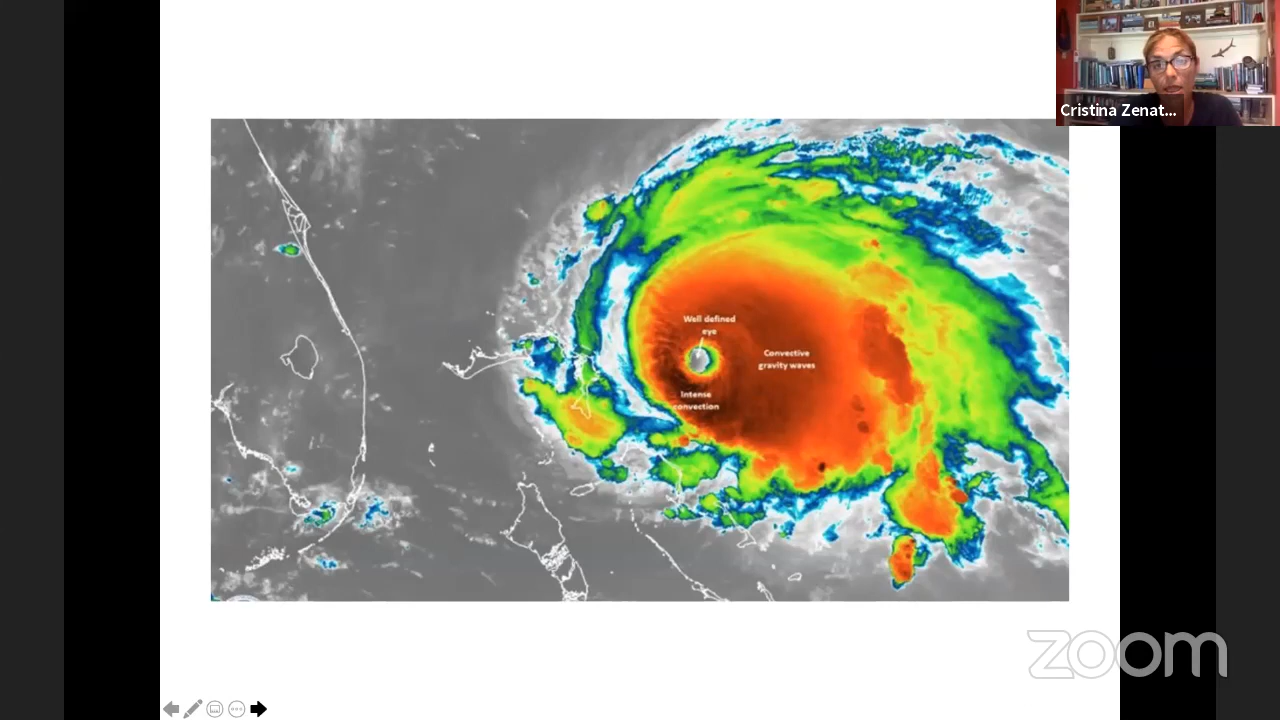 Cristina Zenat...
Well defined
eye
Convective
gravity waves
Intense
convection
zoom